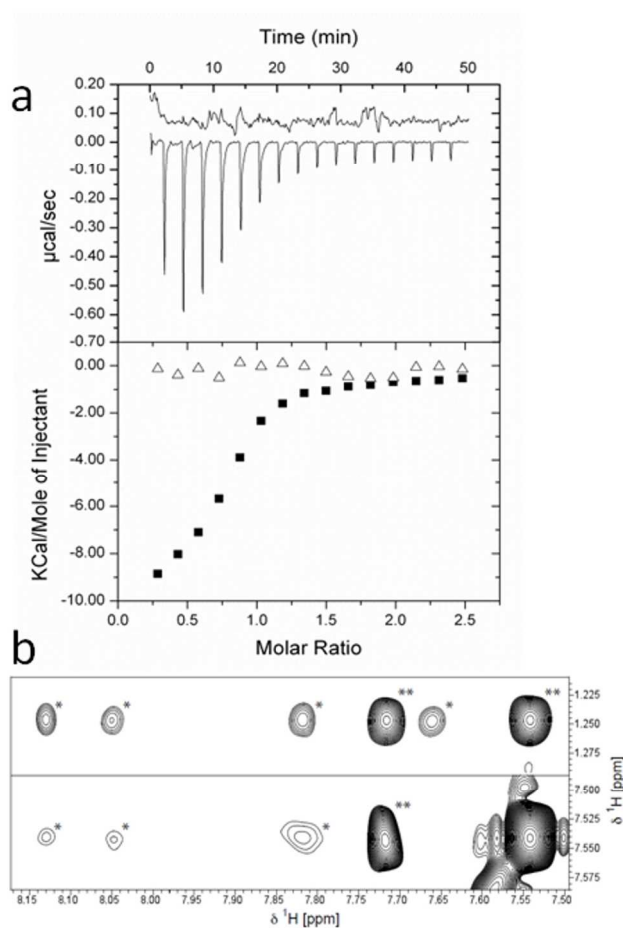 a
Time (min)
0 10 20 30 40 50
0.20
0.10
0.00
-0.10
-0.20
-0.30
-0.40
-0.50
-0.60
-0.70
µcal/sec
0.00
-2.00
-4.00
-6.00
-8.00
-10.00
KCal/Mole of Injectant
0.0 0.5 1.0 1.5 2.0 2.5
Molar Ratio
b
* * * ** * **
1.225
1.250
1.275
* * * **
7.500
7.525
7.550
7.575
δ ¹H [ppm]
8.15 8.10 8.05 8.00 7.95 7.90 7.85 7.80 7.75 7.70 7.65 7.60 7.55 7.50
δ ¹H [ppm]